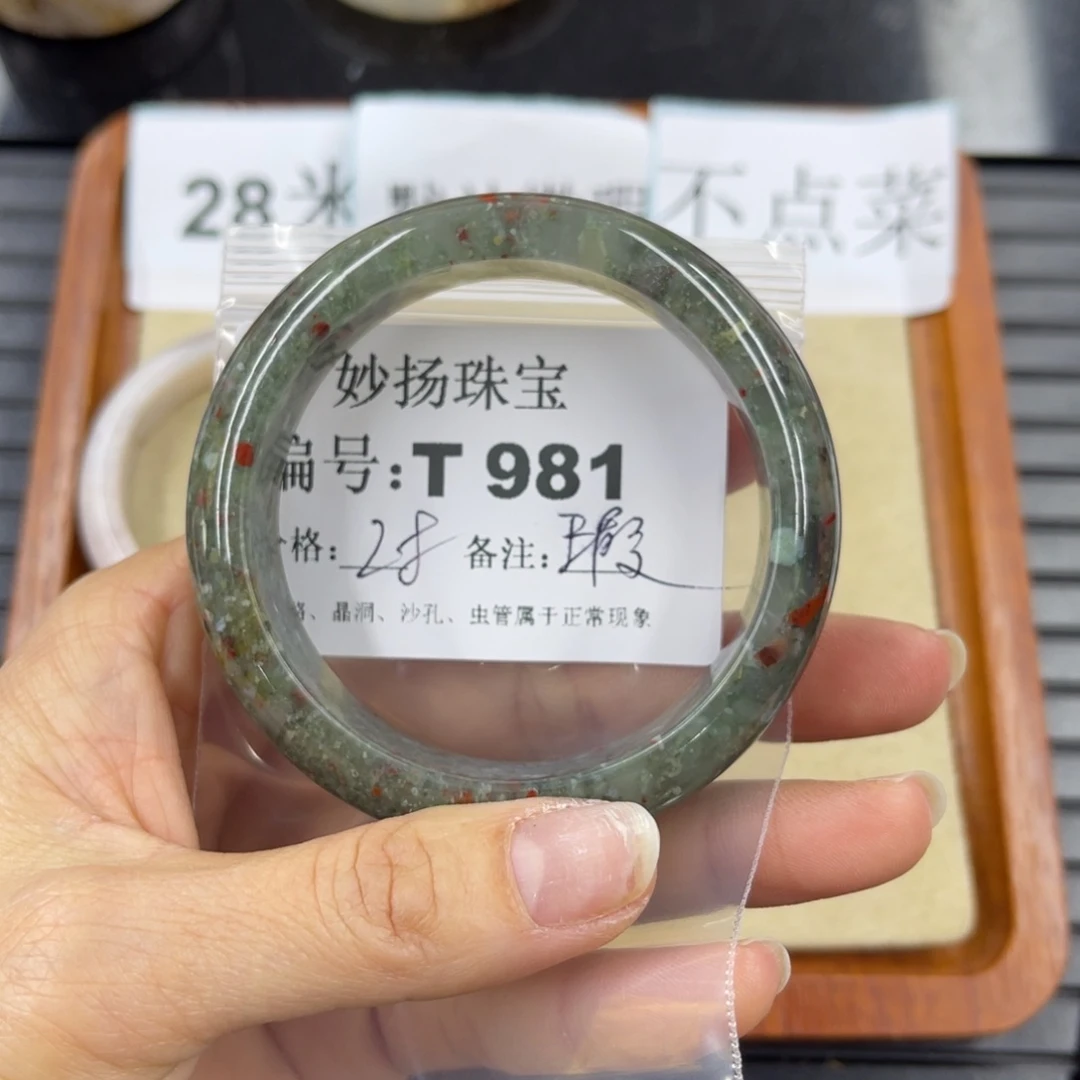 28米
不点菜
妙扬珠宝
编号:T 981
格: 28 备注: 瑕
、晶洞、沙孔、虫管属于正常现象